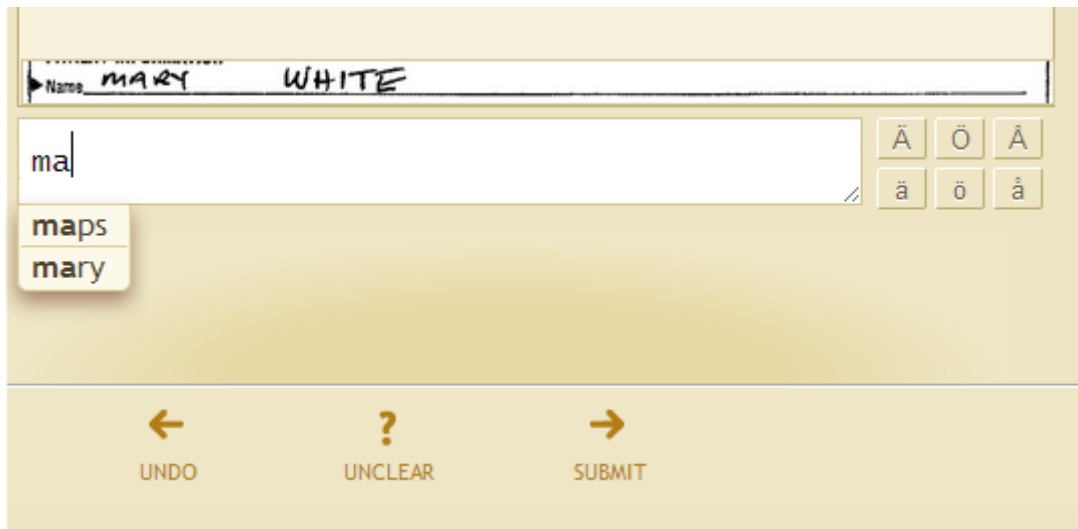 Name MARY WHITE
ma
Ä Ö Å
ä ö å
maps
mary
← ? →
UNDO UNCLEAR SUBMIT